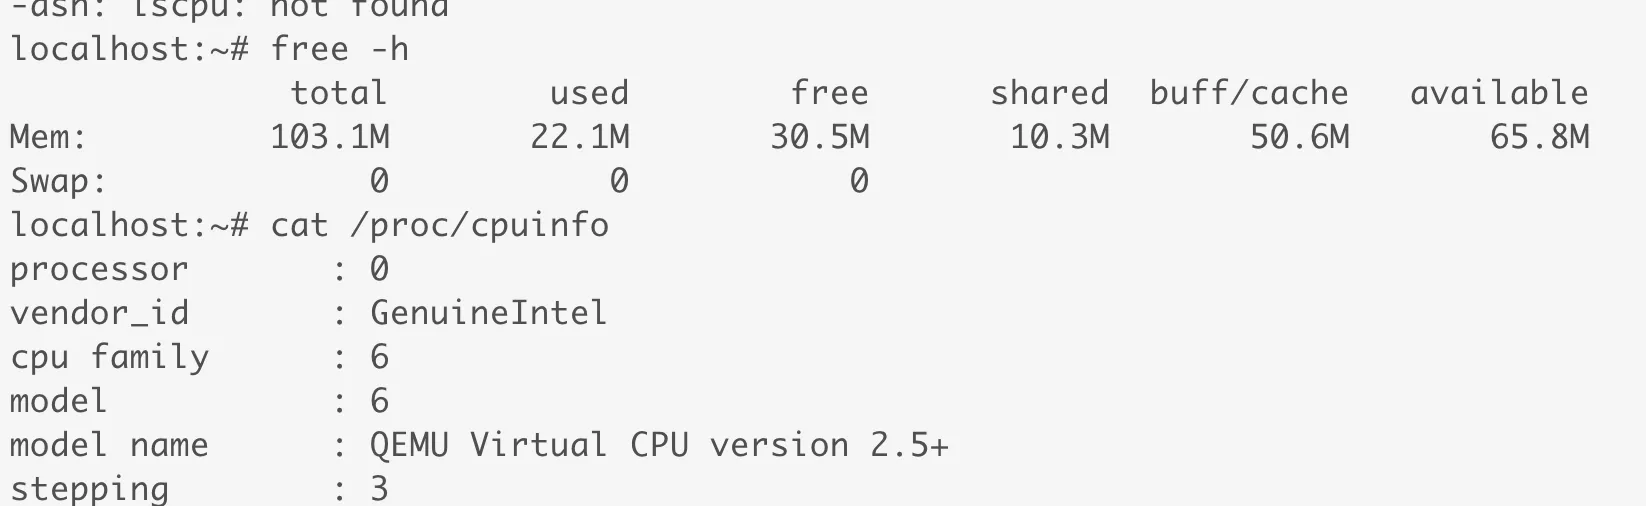 -ash: lscpu: not found
localhost:~# free -h
              total        used        free      shared  buff/cache   available
Mem:         103.1M       22.1M       30.5M       10.3M       50.6M       65.8M
Swap:             0           0           0
localhost:~# cat /proc/cpuinfo
processor       : 0
vendor_id       : GenuineIntel
cpu family      : 6
model           : 6
model name      : QEMU Virtual CPU version 2.5+
stepping        : 3